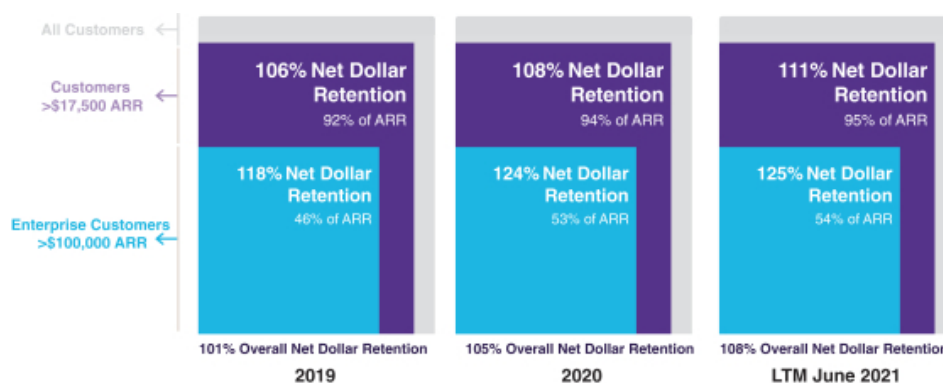 All Customers
Customers
>$17,500 ARR
Enterprise Customers
>$100,000 ARR
106% Net Dollar
Retention
92% of ARR
118% Net Dollar
Retention
46% of ARR
101% Overall Net Dollar Retention
2019
108% Net Dollar
Retention
94% of ARR
124% Net Dollar
Retention
53% of ARR
105% Overall Net Dollar Retention
2020
111% Net Dollar
Retention
95% of ARR
125% Net Dollar
Retention
54% of ARR
108% Overall Net Dollar Retention
LTM June 2021